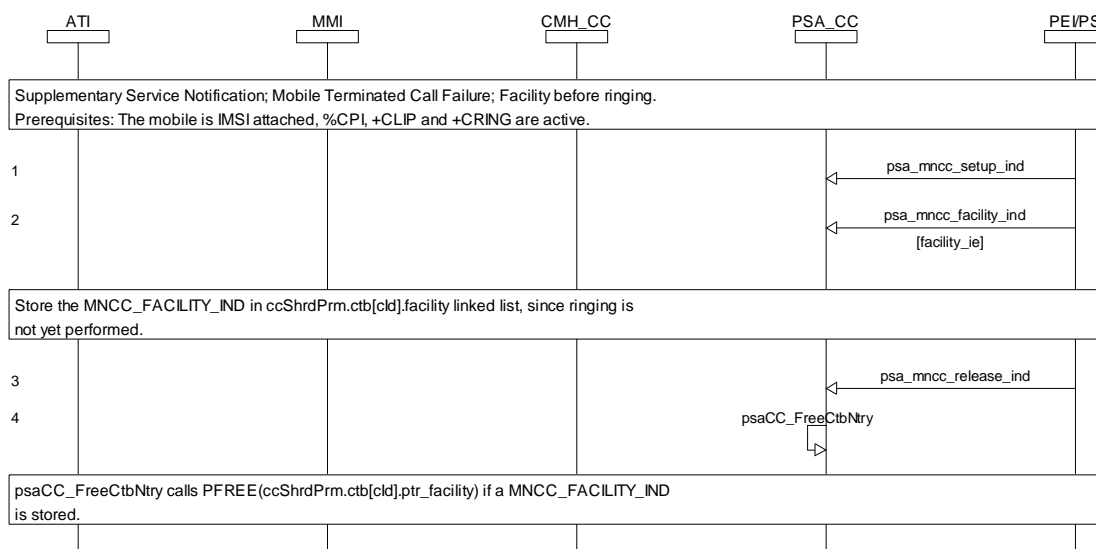 ATI MMI CMH_CC PSA_CC PEI/PS
Supplementary Service Notification; Mobile Terminated Call Failure; Facility before ringing.
Prerequisites: The mobile is IMSI attached, %CPI, +CLIP and +CRING are active.
1 psa_mncc_setup_ind
2 psa_mncc_facility_ind
[facility_ie]
Store the MNCC_FACILITY_IND in ccShrdPrm.ctb[cId].facility linked list, since ringing is
not yet performed.
3 psa_mncc_release_ind
4 psaCC_FreeCtbNtry
psaCC_FreeCtbNtry calls PFREE(ccShrdPrm.ctb[cId].ptr_facility) if a MNCC_FACILITY_IND
is stored.